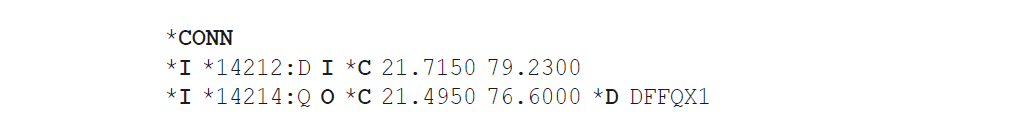 *CONN
*I *14212:D I *C 21.7150 79.2300
*I *14214:Q O *C 21.4950 76.6000 *D DFFQX1